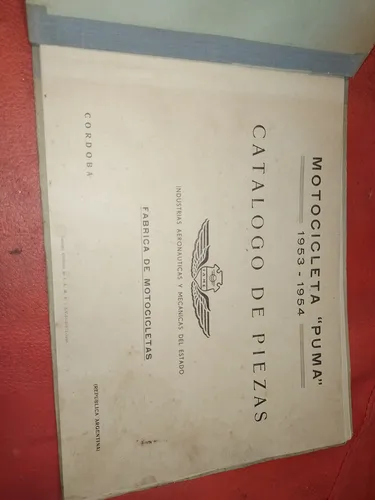 MOTOCICLETA "PUMA"
1953 - 1954
CATALOGO DE PIEZAS
INDUSTRIAS AERONAUTICAS Y MECANICAS DEL ESTADO
FABRICA DE MOTOCICLETAS
CORDOBA
(REPUBLICA ARGENTINA)